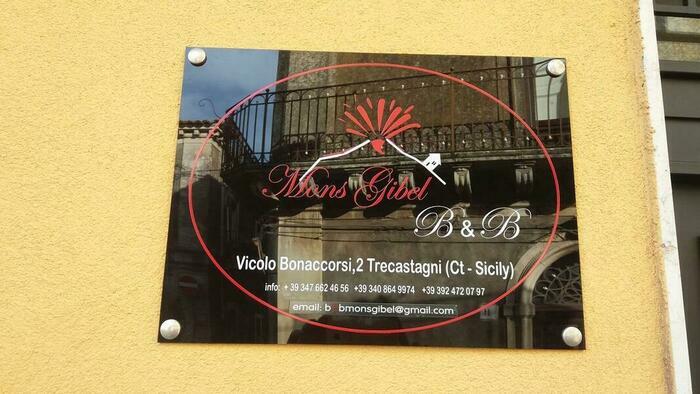 Mons Gibel
B & B
Vicolo Bonaccorsi,2 Trecastagni (Ct - Sicily)
info: + 39 347 662 46 56 +39 340 864 9974 +39 392 472 07 97
email: bebmonsgibel@gmail.com